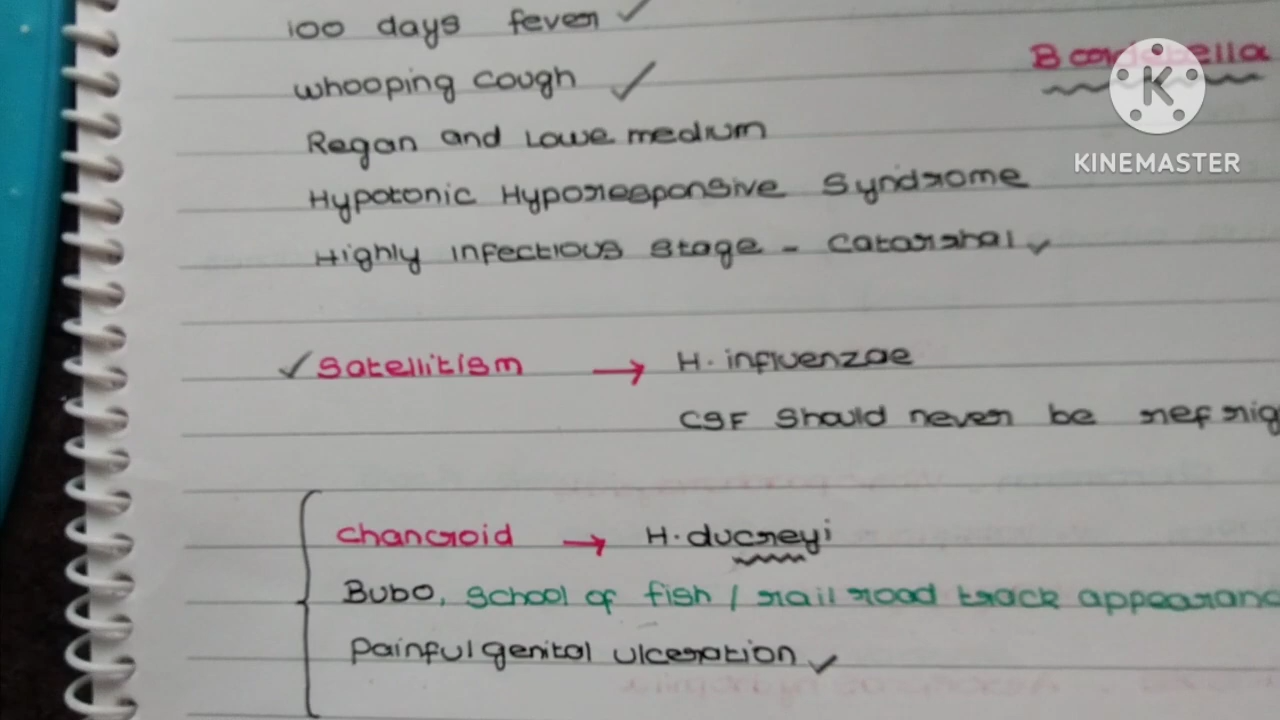 100 days fever ✓
whooping cough ✓
Regan and Lowe medium
Hypotonic Hyporesponsive Syndrome
Highly infectious stage - catarrhal ✓
K
KINEMASTER
✓ Satellitism → H. influenzae
CSF should never be refrig
chancroid → H. ducreyi
Bubo, school of fish / rail road track appearanc
painful genital ulceration ✓